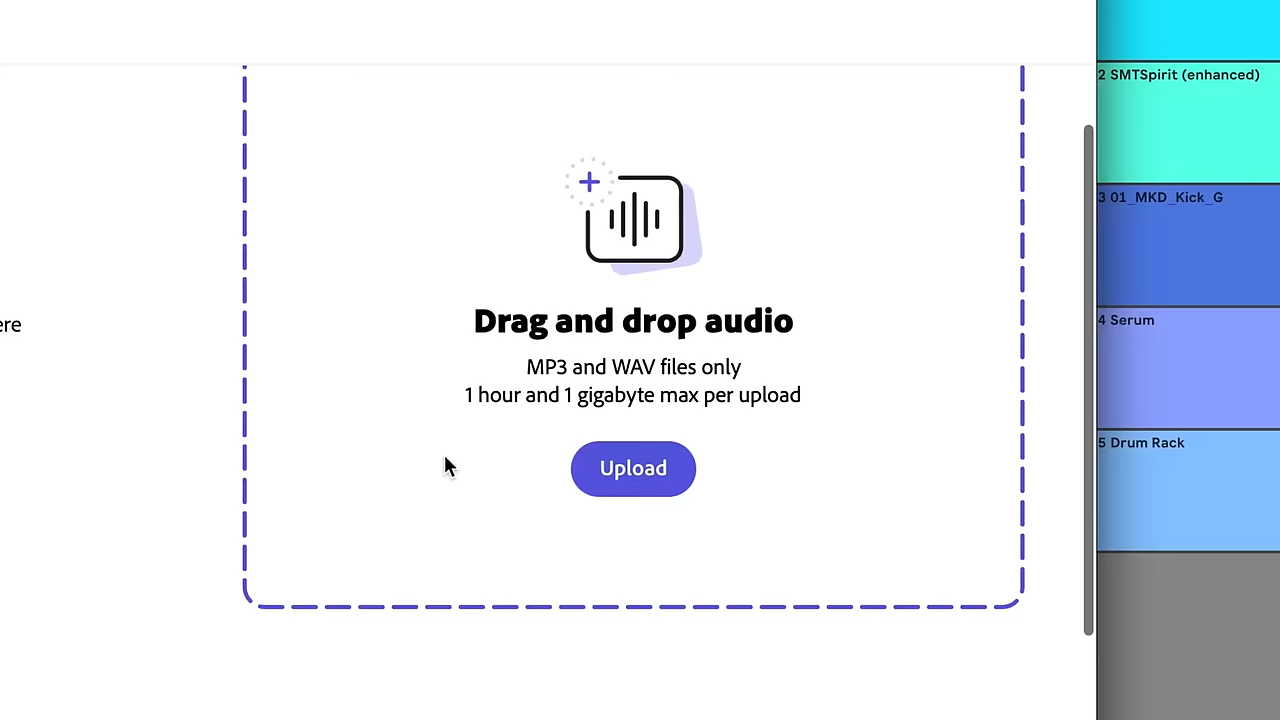 ere
Drag and drop audio
MP3 and WAV files only
1 hour and 1 gigabyte max per upload
Upload
2 SMTSpirit (enhanced)
3 01_MKD_Kick_G
4 Serum
5 Drum Rack